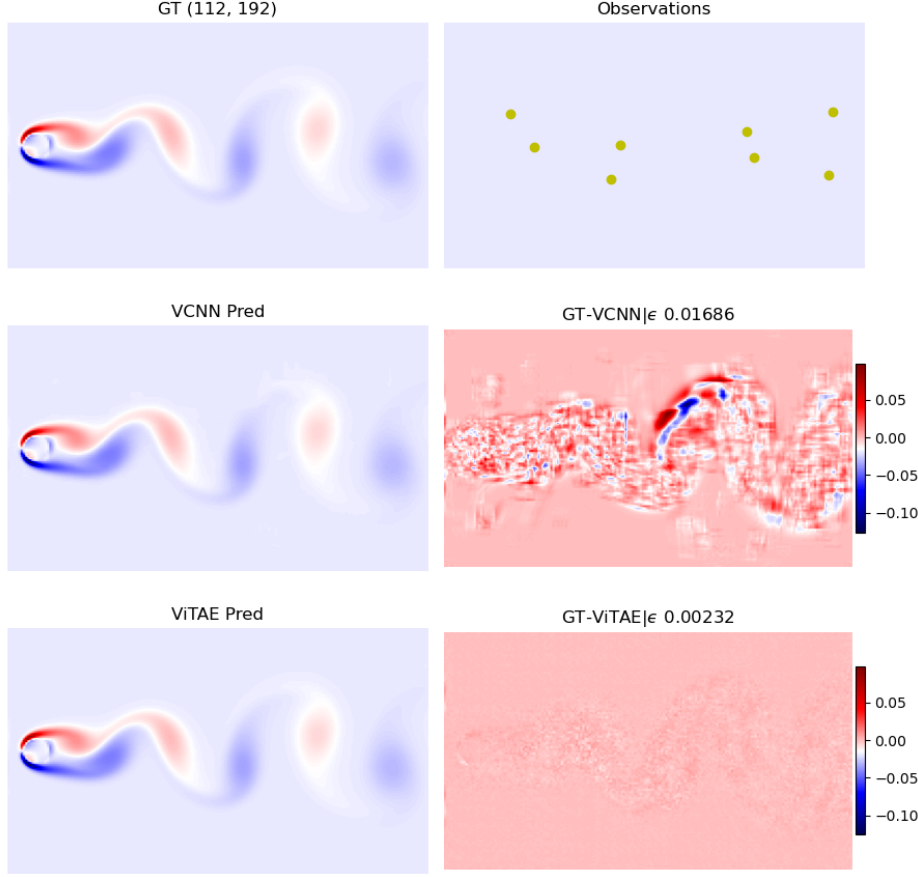 GT (112, 192)
Observations
VCNN Pred
GT-VCNN|ϵ 0.01686
0.05
0.00
−0.05
−0.10
ViTAE Pred
GT-ViTAE|ϵ 0.00232
0.05
0.00
−0.05
−0.10